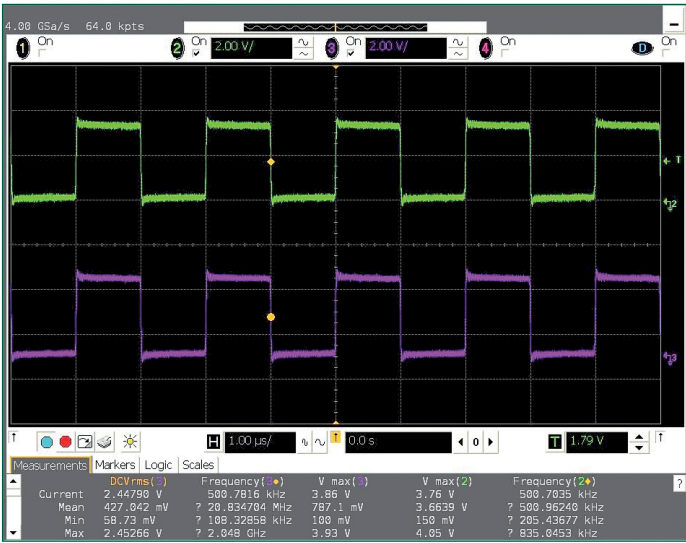 4.00 GSa/s 64.0 kpts
1 On 2 On 2.00 V/ 3 On 2.00 V/ 4 On D On
T
2
3
H 1.00 µs/ 0.0 s 0 T 1.79 V
Measurements Markers Logic Scales
DCVrms(3) Frequency(3) V max(3) V max(2) Frequency(2) ?
Current 2.44790 V 500.7816 kHz 3.86 V 3.76 V 500.7035 kHz
Mean 427.042 mV ? 20.834704 MHz 787.1 mV 3.6639 V ? 500.96240 kHz
Min 58.73 mV ? 108.32858 kHz 100 mV 150 mV ? 205.43677 kHz
Max 2.45266 V ? 2.048 GHz 3.93 V 4.05 V ? 835.0453 kHz